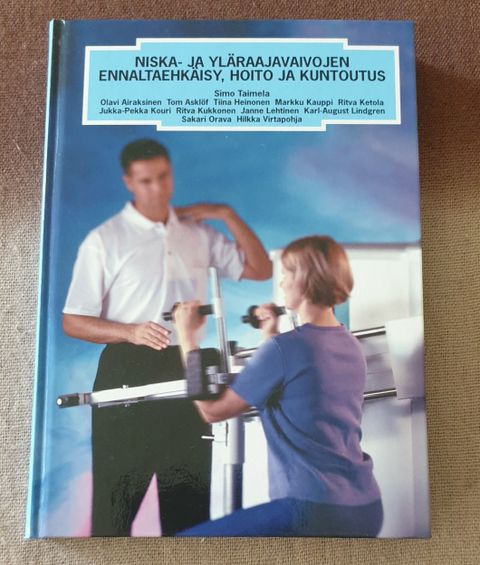 NISKA- JA YLÄRAAJAVAIVOJEN
ENNALTAEHKÄISY, HOITO JA KUNTOUTUS
Simo Taimela
Olavi Airaksinen Tom Asklöf Tiina Heinonen Markku Kauppi Ritva Ketola
Jukka-Pekka Kouri Ritva Kukkonen Janne Lehtinen Karl-August Lindgren
Sakari Orava Hilkka Virtapohja